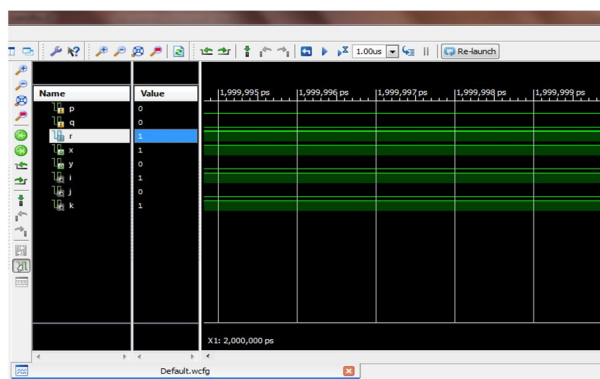 1.00us Re-launch
Name Value 1,999,995 ps 1,999,996 ps 1,999,997 ps 1,999,998 ps 1,999,999 ps
p 0
q 0
r 1
x 1
y 0
i 1
j 0
k 1
X1: 2,000,000 ps
Default.wcfg